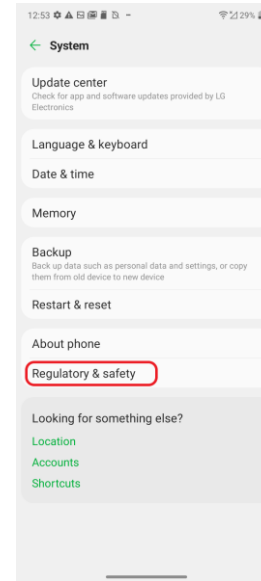 12:53
29%
System
Update center
Check for app and software updates provided by LG
Electronics
Language & keyboard
Date & time
Memory
Backup
Back up data such as personal data and settings, or copy
them from old device to new device
Restart & reset
About phone
Regulatory & safety
Looking for something else?
Location
Accounts
Shortcuts